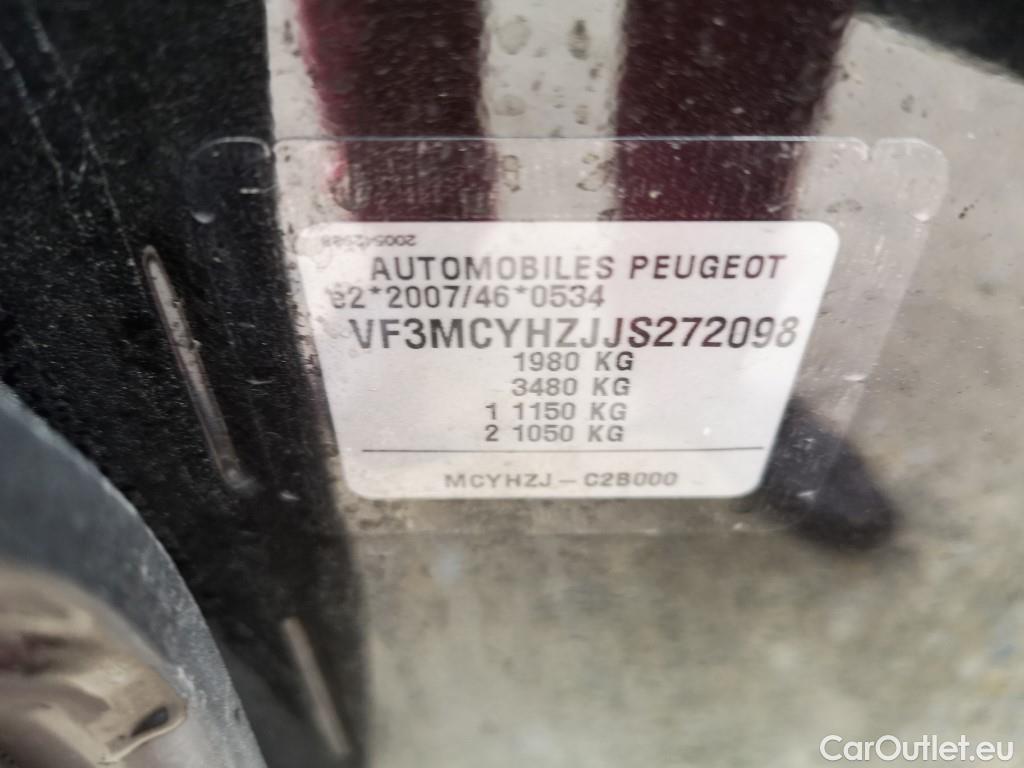 AUTOMOBILES PEUGEOT
e2*2007/46*0534
VF3MCYHZJJS272098
1980 KG
3480 KG
1 1150 KG
2 1050 KG
MCYHZJ - C2B000
CarOutlet.eu